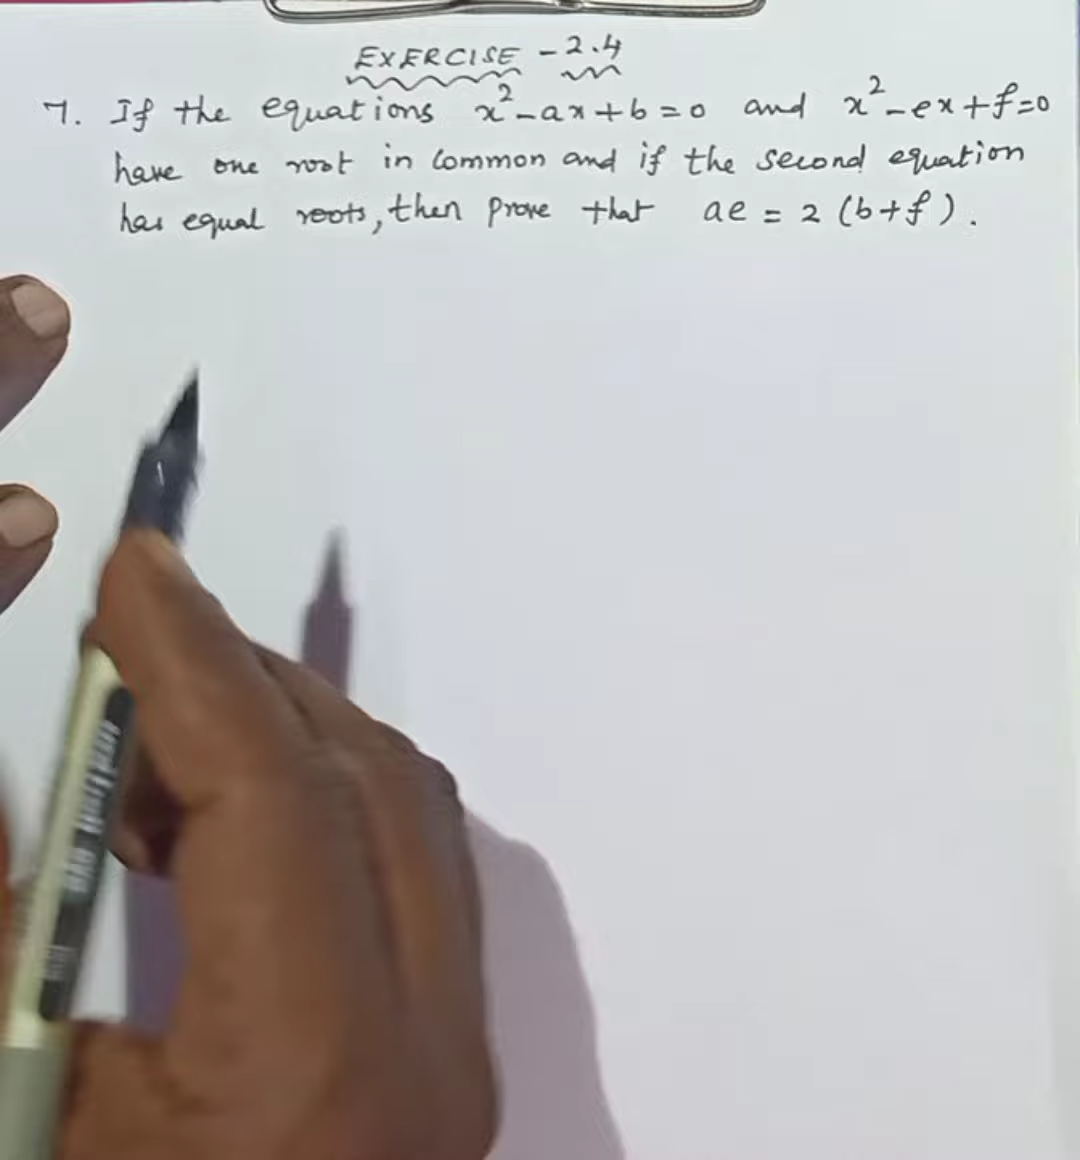 EXERCISE - 2.4
7. If the equations x²-ax+b=0 and x²-ex+f=0
have one root in common and if the second equation
has equal roots, then prove that ae = 2 (b+f).